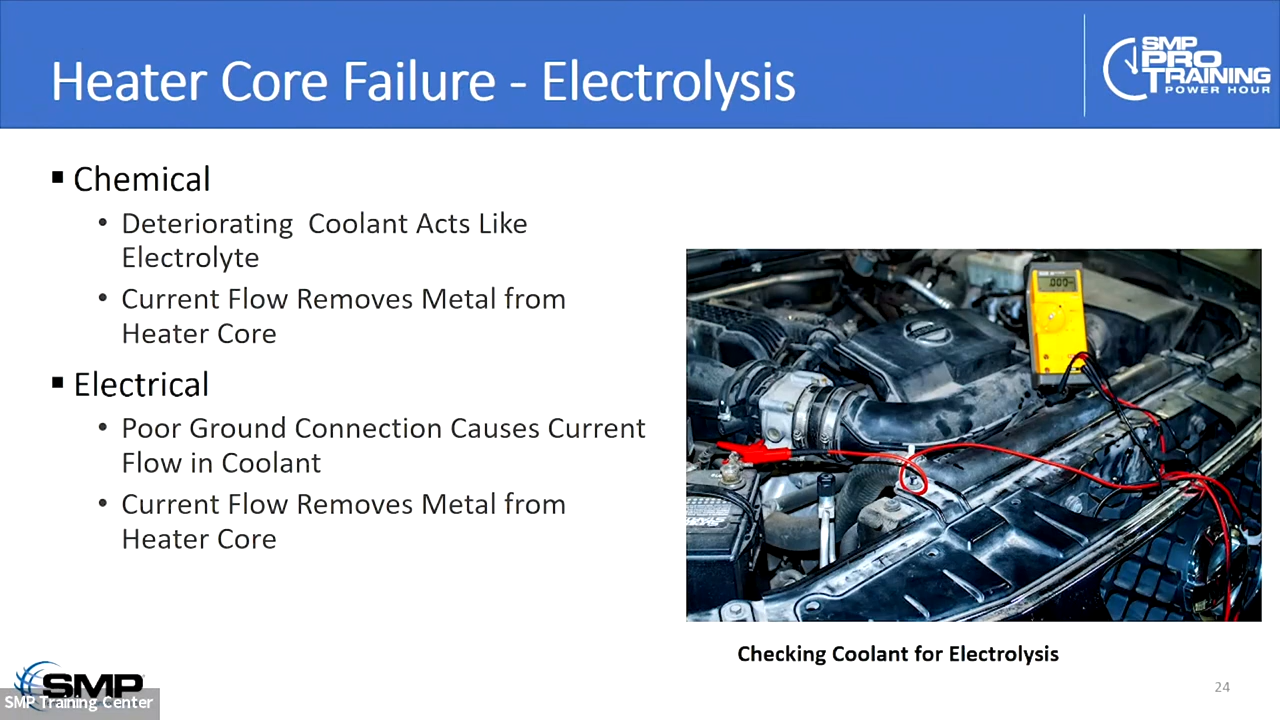 Heater Core Failure - Electrolysis
SMP
PRO
TRAINING
POWER HOUR
▪ Chemical
• Deteriorating Coolant Acts Like
Electrolyte
• Current Flow Removes Metal from
Heater Core
▪ Electrical
• Poor Ground Connection Causes Current
Flow in Coolant
• Current Flow Removes Metal from
Heater Core
Checking Coolant for Electrolysis
SMP
SMP Training Center
24